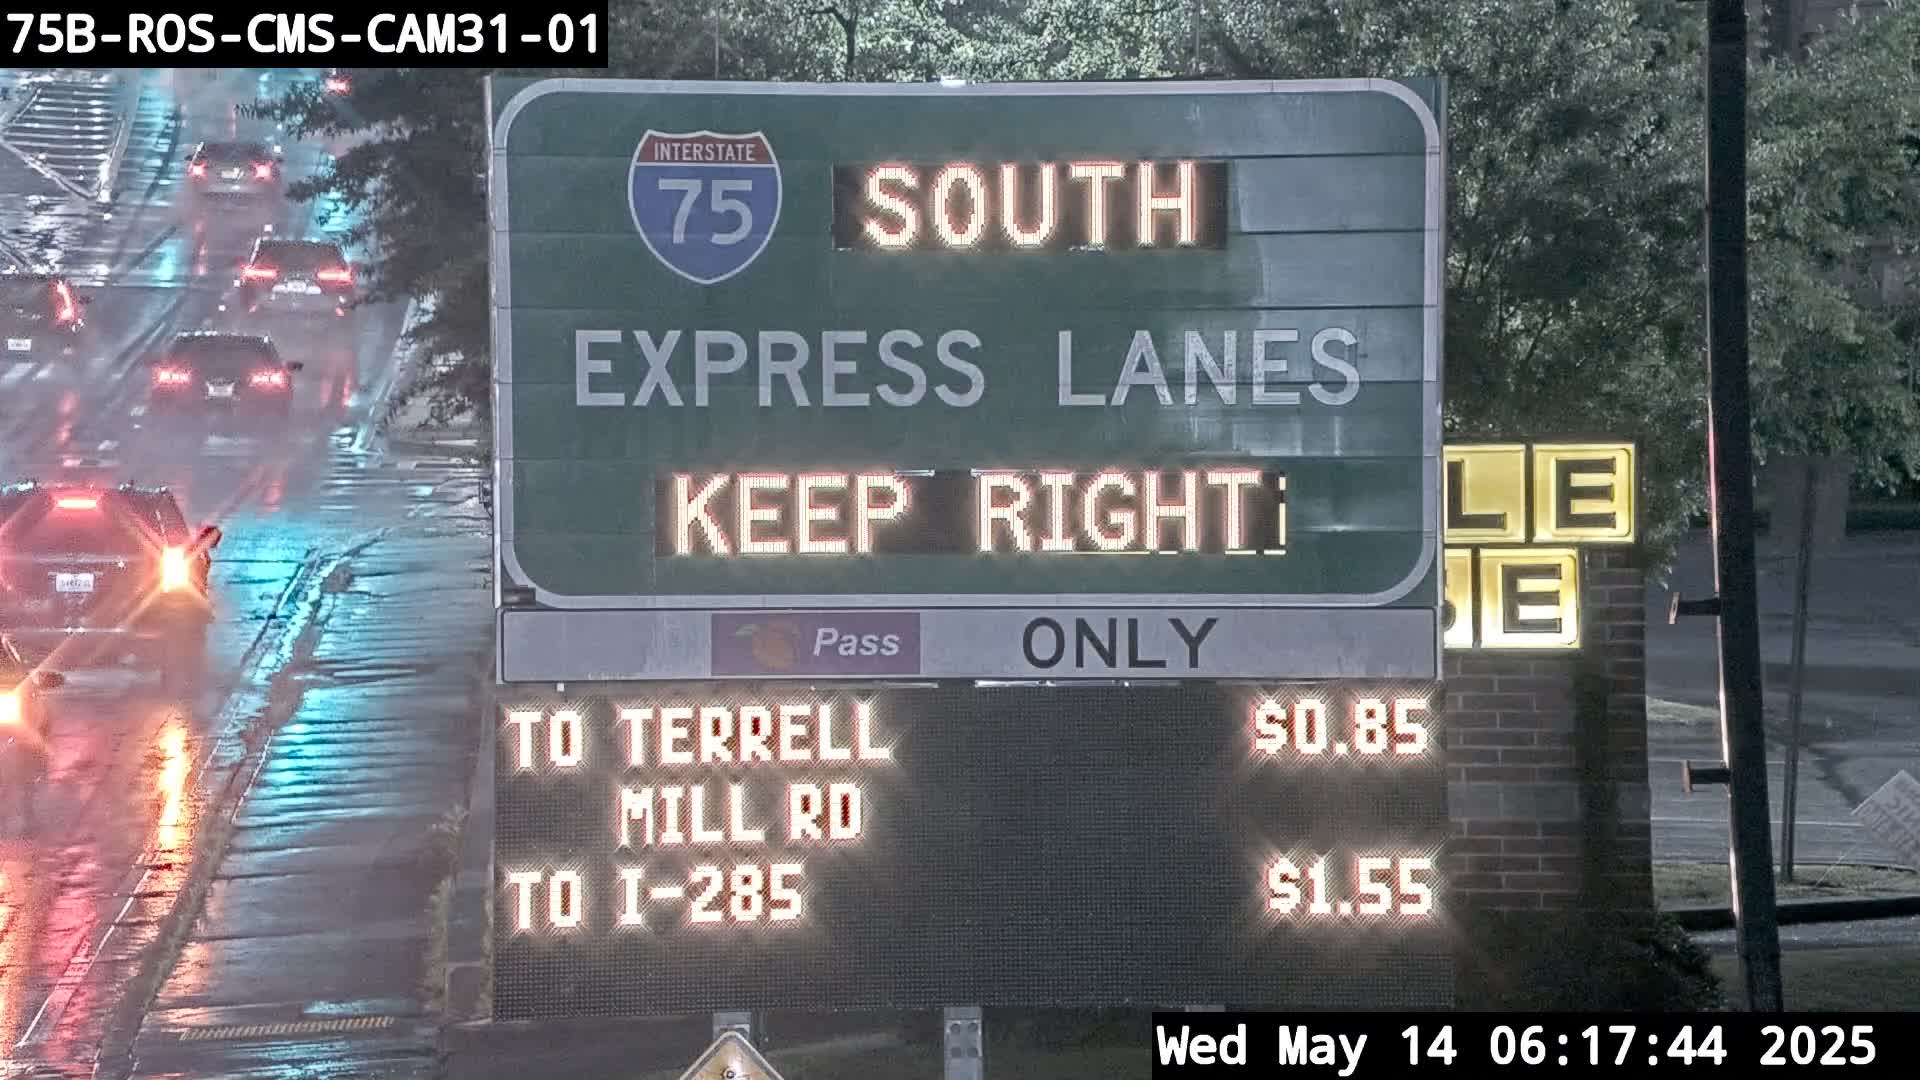 75B-ROS-CMS-CAM31-01
INTERSTATE
75
SOUTH
EXPRESS LANES
KEEP RIGHT
Pass ONLY
TO TERRELL $0.85
MILL RD
TO I-285 $1.55
LE
E
Wed May 14 06:17:44 2025